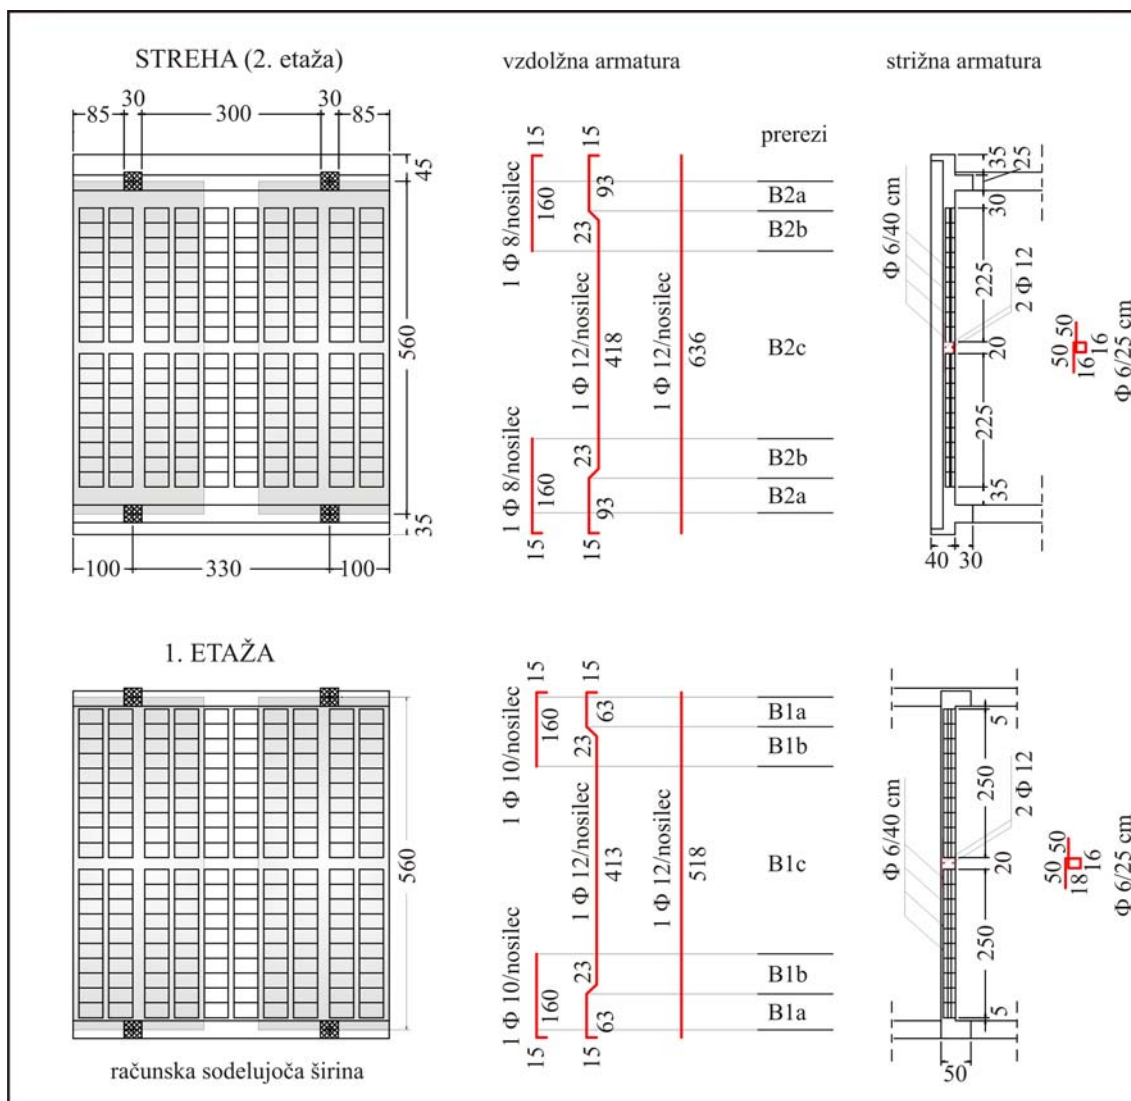 STREHA (2. etaža)
vzdolžna armatura
strižna armatura
30
30
85
300
85
15
15
prerezi
45
560
35
100
330
100
1 Φ 8/nosilec
160
93
23
1 Φ 12/nosilec
418
1 Φ 12/nosilec
636
1 Φ 8/nosilec
160
23
93
15
15
B2a
B2b
B2c
B2b
B2a
35
25
30
Φ 6/40 cm
225
2 Φ 12
20
225
35
40
30
50
50
16
16
Φ 6/25 cm
1. ETAŽA
560
računska sodelujoča širina
15
15
1 Φ 10/nosilec
160
63
23
1 Φ 12/nosilec
413
1 Φ 12/nosilec
518
1 Φ 10/nosilec
160
23
63
15
15
B1a
B1b
B1c
B1b
B1a
5
Φ 6/40 cm
250
2 Φ 12
20
250
5
50
50
50
18
16
Φ 6/25 cm